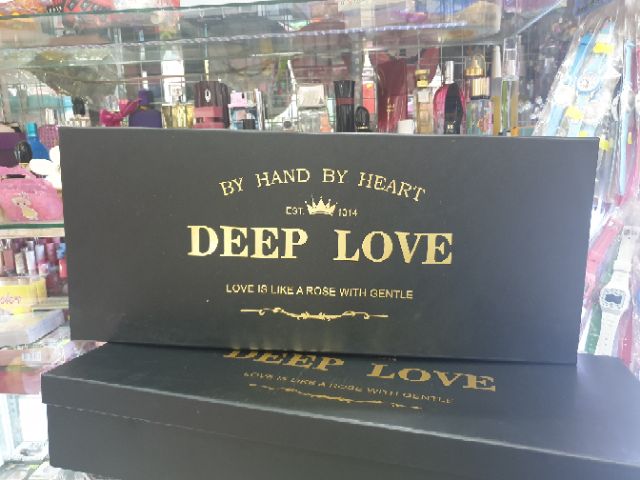 BY HAND BY HEART
EST. 1314
DEEP LOVE
LOVE IS LIKE A ROSE WITH GENTLE
DEEP LOVE
LOVE IS LIKE A ROSE WITH GENTLE